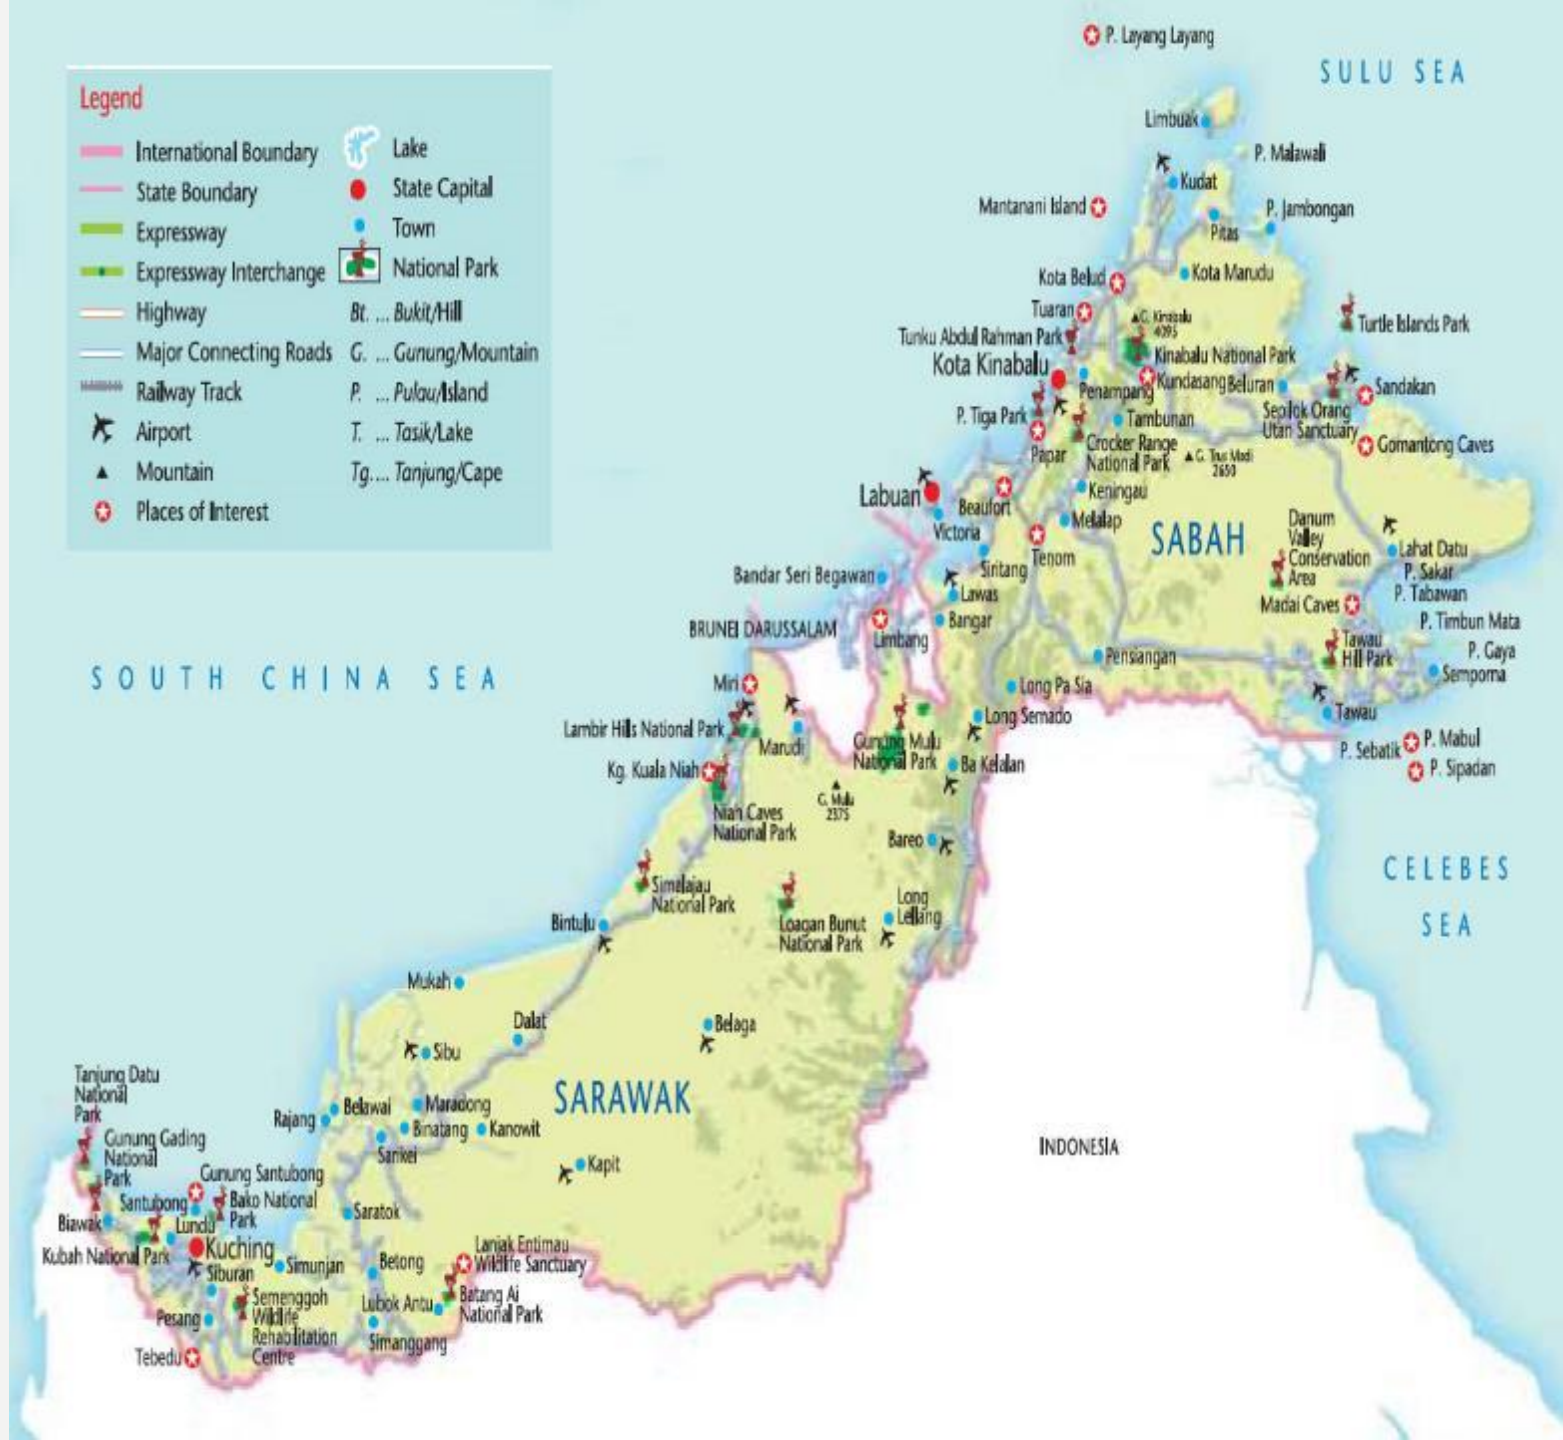 Legend
International Boundary
State Boundary
Expressway
Expressway Interchange
Highway
Major Connecting Roads
Railway Track
Airport
Mountain
Places of Interest
Lake
State Capital
Town
National Park
Bt. ... Bukit/Hill
G. ... Gunung/Mountain
P. ... Pulau/Island
T. ... Tasik/Lake
Tg.... Tanjung/Cape
P. Layang Layang
SULU SEA
Limbuak
P. Malawali
Kudat
Mantanani Island
P. Jambongan
Pitas
Kota Belud
Kota Marudu
Tuaran
G. Kinabalu
4095
Turtle Islands Park
Tunku Abdul Rahman Park
Kinabalu National Park
Kota Kinabalu
Penampang
Kundasang
Beluran
Sandakan
P. Tiga Park
Tambunan
Sepilok Orang
Utan Sanctuary
Papar
Crocker Range
National Park
G. Trus Madi
2650
Gomantong Caves
Labuan
Beaufort
Keningau
Victoria
Melalap
SABAH
Danum
Valley
Conservation
Area
Lahat Datu
Sintang
Tenom
P. Sakar
Bandar Seri Begawan
Lawas
P. Tabawan
Madai Caves
BRUNEI DARUSSALAM
Limbang
Bangar
P. Timbun Mata
Tawau
Hill Park
P. Gaya
Pensiangan
Semporna
SOUTH CHINA SEA
Miri
Long Pa Sia
Tawau
Lambir Hills National Park
Marudi
Long Semado
Gunung Mulu
National Park
P. Sebatik
P. Mabul
P. Sipadan
Kg. Kuala Niah
Ba Kelalan
Niah Caves
National Park
G. Mulu
2375
Bareo
CELEBES
SEA
Simalajau
National Park
Long
Lellang
Bintulu
Loagan Bunut
National Park
Mukah
Dalat
Belaga
Sibu
Tanjung Datu
National
Park
SARAWAK
Belawai
Maradong
Rajang
Binatang
Kanowit
INDONESIA
Gunung Gading
National
Park
Sarikei
Kapit
Gunung Santubong
Santubong
Bako National
Park
Saratok
Biawak
Lundu
Kuching
Kubah National Park
Siburan
Simunjan
Betong
Lanjak Entimau
Wildlife Sanctuary
Semenggoh
Wildlife
Rehabilitation
Centre
Lubok Antu
Batang Ai
National Park
Pesang
Simanggang
Tebedu